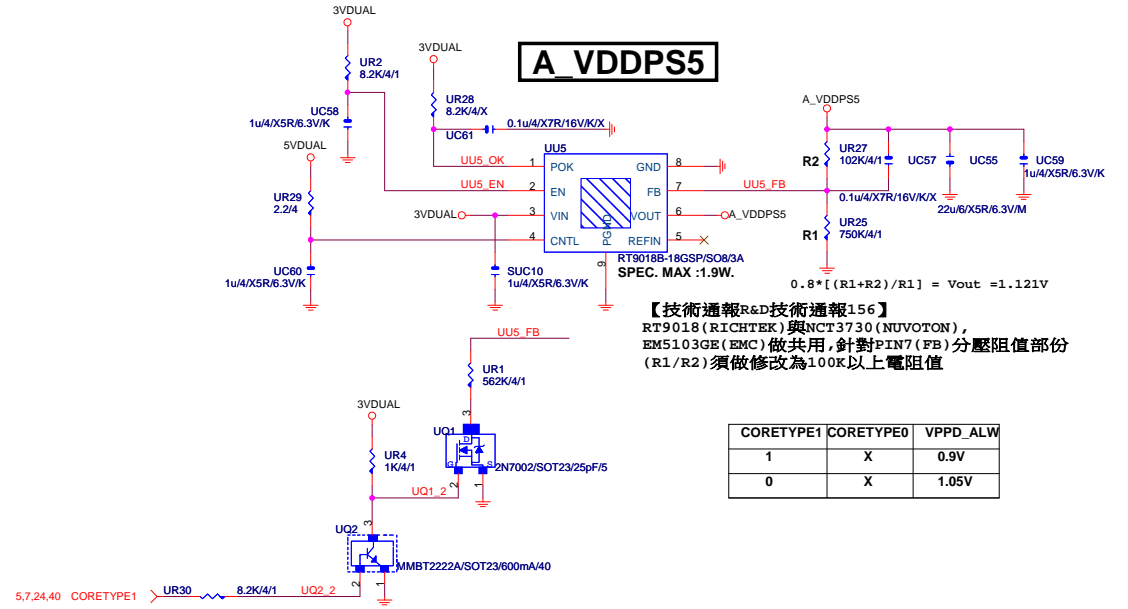 3VDUAL
UR2
8.2K/4/1
3VDUAL
A_VDDPS5
UR28
8.2K/4/X
UC58
1u/4/X5R/6.3V/K
0.1u/4/X7R/16V/K/X
UC61
A_VDDPS5
5VDUAL
UU5
UR27
102K/4/1
R2
UC57
UC55
UC59
1u/4/X5R/6.3V/K
UU5_OK
1
POK
GND
8
UU5_EN
2
EN
FB
7
UU5_FB
UR29
2.2/4
0.1u/4/X7R/16V/K/X
22u/6/X5R/6.3V/M
3VDUAL
3
VIN
VOUT
6
A_VDDPS5
UR25
750K/4/1
R1
4
CNTL
PGND
REFIN
5
9
RT9018B-18GSP/SO8/3A
SPEC. MAX :1.9W.
UC60
1u/4/X5R/6.3V/K
SUC10
1u/4/X5R/6.3V/K
0.8*[(R1+R2)/R1] = Vout =1.121V
【技術通報R&D技術通報156】
RT9018(RICHTEK)與NCT3730(NUVOTON),
EM5103GE(EMC)做共用,針對PIN7(FB)分壓阻值部份
(R1/R2)須做修改為100K以上電阻值
UU5_FB
UR1
562K/4/1
3VDUAL
3
UQ1
D
G
S
2N7002/SOT23/25pF/5
UR4
1K/4/1
UQ1_2
2
1
CORETYPE1 CORETYPE0 VPPD_ALW
1 X 0.9V
0 X 1.05V
3
UQ2
MMBT2222A/SOT23/600mA/40
2
1
5,7,24,40 CORETYPE1
UR30
8.2K/4/1
UQ2_2